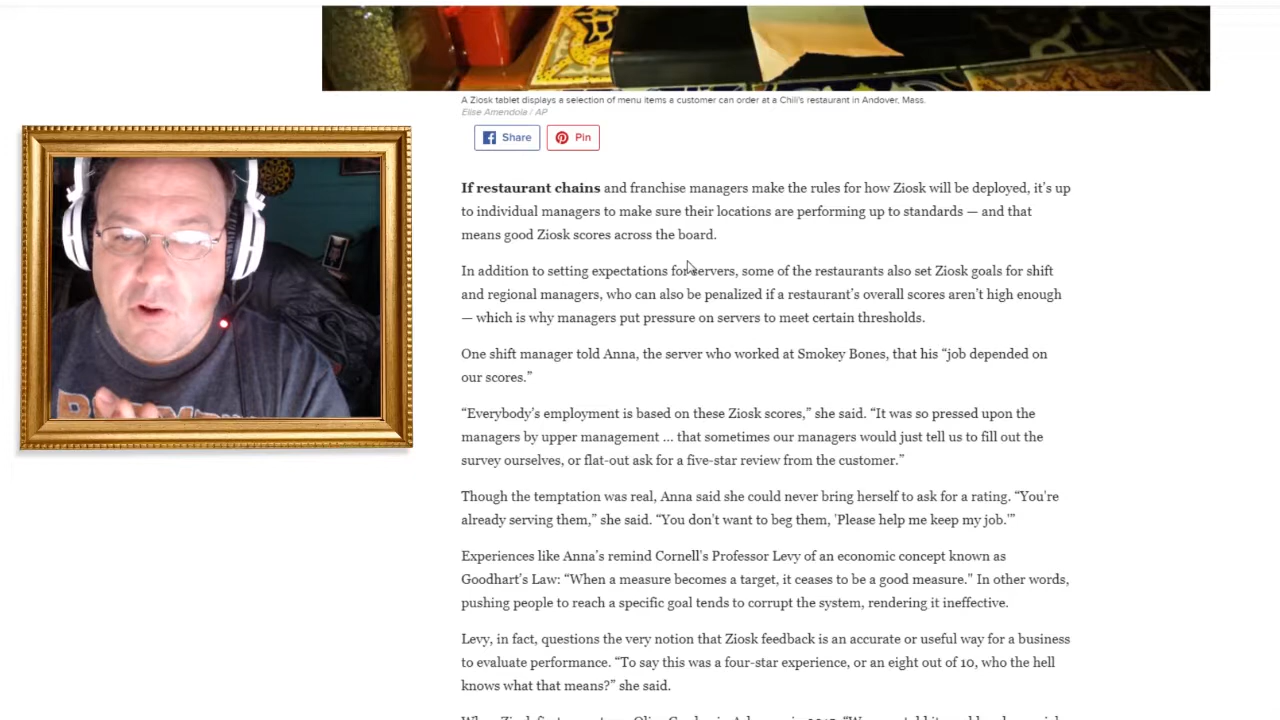 A Ziosk tablet displays a selection of menu items a customer can order at a Chili's restaurant in Andover, Mass.
Elise Amendola / AP
Share Pin
If restaurant chains and franchise managers make the rules for how Ziosk will be deployed, it’s up
to individual managers to make sure their locations are performing up to standards — and that
means good Ziosk scores across the board.
In addition to setting expectations for servers, some of the restaurants also set Ziosk goals for shift
and regional managers, who can also be penalized if a restaurant’s overall scores aren’t high enough
— which is why managers put pressure on servers to meet certain thresholds.
One shift manager told Anna, the server who worked at Smokey Bones, that his “job depended on
our scores.”
“Everybody’s employment is based on these Ziosk scores,” she said. “It was so pressed upon the
managers by upper management ... that sometimes our managers would just tell us to fill out the
survey ourselves, or flat-out ask for a five-star review from the customer.”
Though the temptation was real, Anna said she could never bring herself to ask for a rating. “You're
already serving them,” she said. “You don't want to beg them, 'Please help me keep my job.'”
Experiences like Anna’s remind Cornell's Professor Levy of an economic concept known as
Goodhart’s Law: “When a measure becomes a target, it ceases to be a good measure.” In other words,
pushing people to reach a specific goal tends to corrupt the system, rendering it ineffective.
Levy, in fact, questions the very notion that Ziosk feedback is an accurate or useful way for a business
to evaluate performance. “To say this was a four-star experience, or an eight out of 10, who the hell
knows what that means?” she said.